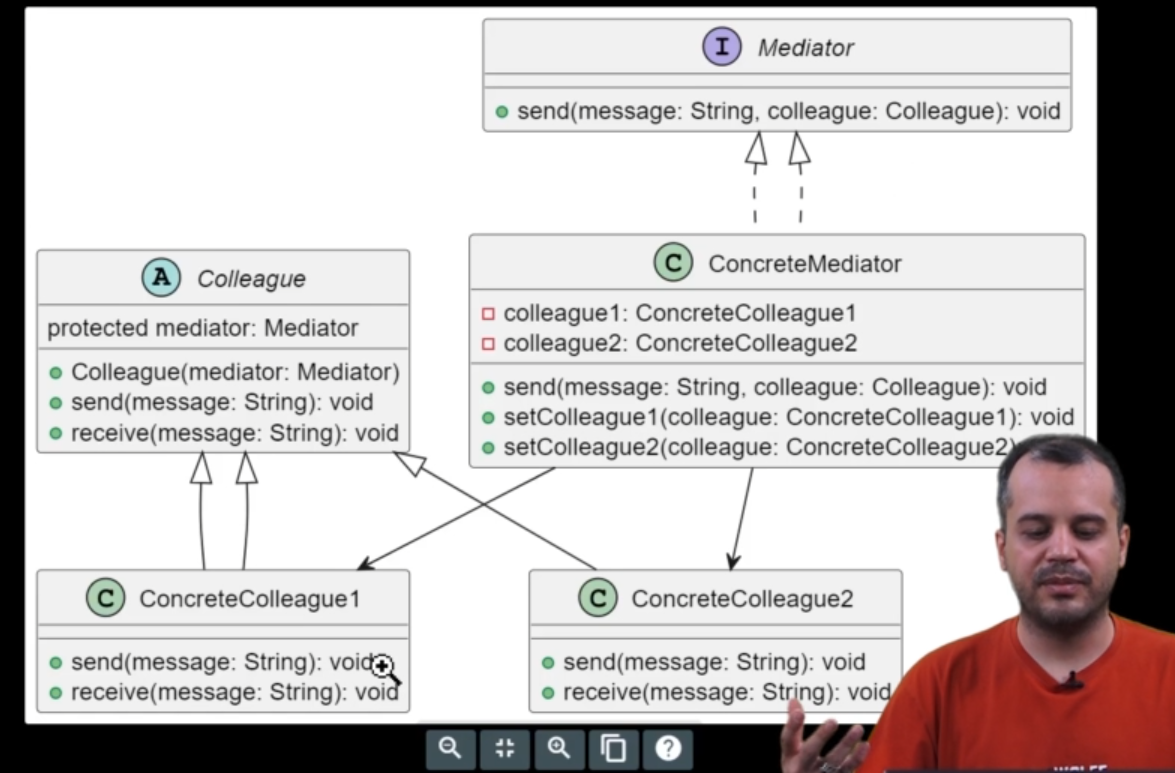 I Mediator
send(message: String, colleague: Colleague): void
A Colleague
protected mediator: Mediator
Colleague(mediator: Mediator)
send(message: String): void
receive(message: String): void
C ConcreteMediator
colleague1: ConcreteColleague1
colleague2: ConcreteColleague2
send(message: String, colleague: Colleague): void
setColleague1(colleague: ConcreteColleague1): void
setColleague2(colleague: ConcreteColleague2)
C ConcreteColleague1
send(message: String): void
receive(message: String): void
C ConcreteColleague2
send(message: String): void
receive(message: String): void
?